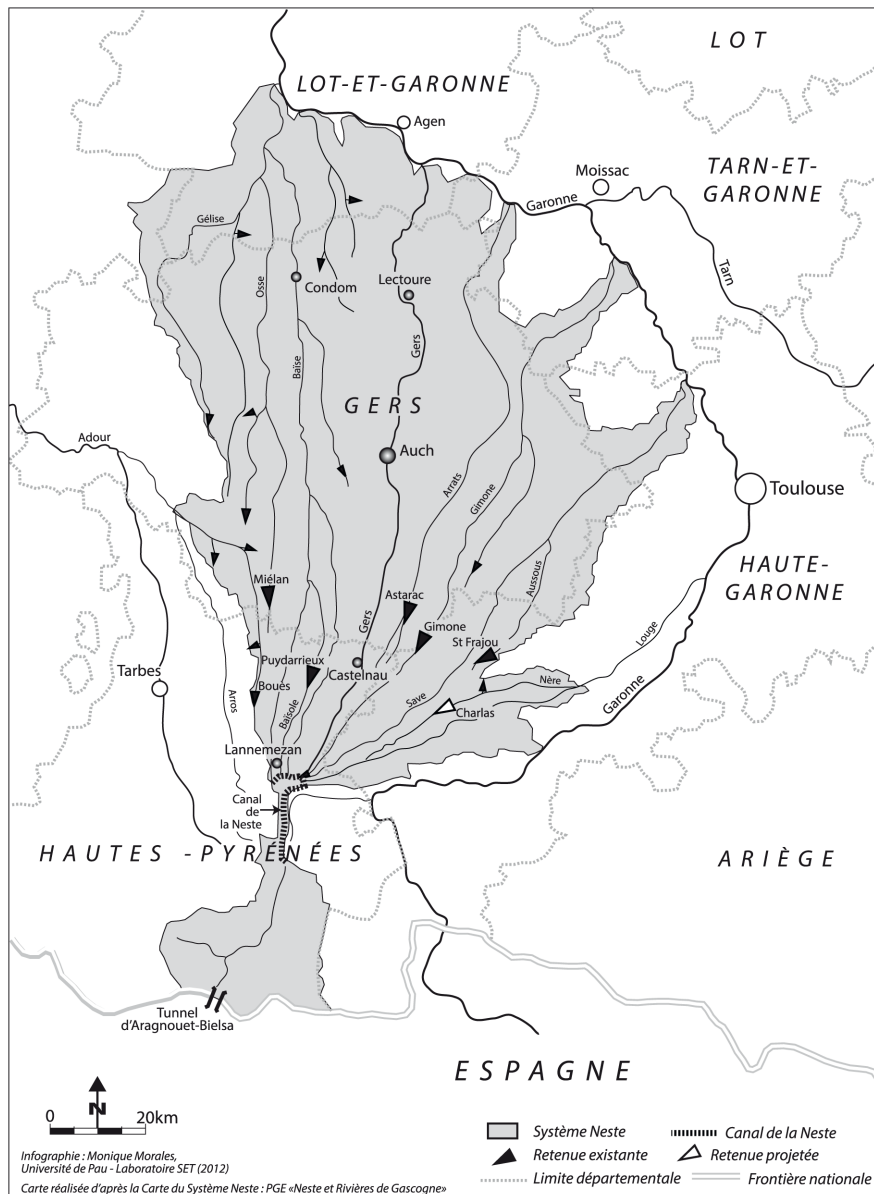 LOT
LOT-ET-GARONNE
Agen
Moissac
TARN-ET-
GARONNE
Garonne
Gélise
Tarn
Osse
Condom
Lectoure
Baïse
Gers
GERS
Adour
Auch
Arrats
Gimone
Toulouse
HAUTE-
GARONNE
Aussous
Miélan
Astarac
Gers
Gimone
St Frajou
Louge
Puydarrieux
Castelnau
Tarbes
Bouès
Nère
Arros
Baïsole
Save
Charlas
Garonne
Lannemezan
Canal
de
la Neste
HAUTES -PYRÉNÉES
ARIÈGE
Tunnel
d'Aragnouet-Bielsa
ESPAGNE
N
0 20km
Système Neste
Canal de la Neste
Retenue existante
Retenue projetée
Limite départementale
Frontière nationale
Infographie : Monique Morales,
Université de Pau - Laboratoire SET (2012)
Carte réalisée d'après la Carte du Système Neste : PGE «Neste et Rivières de Gascogne»